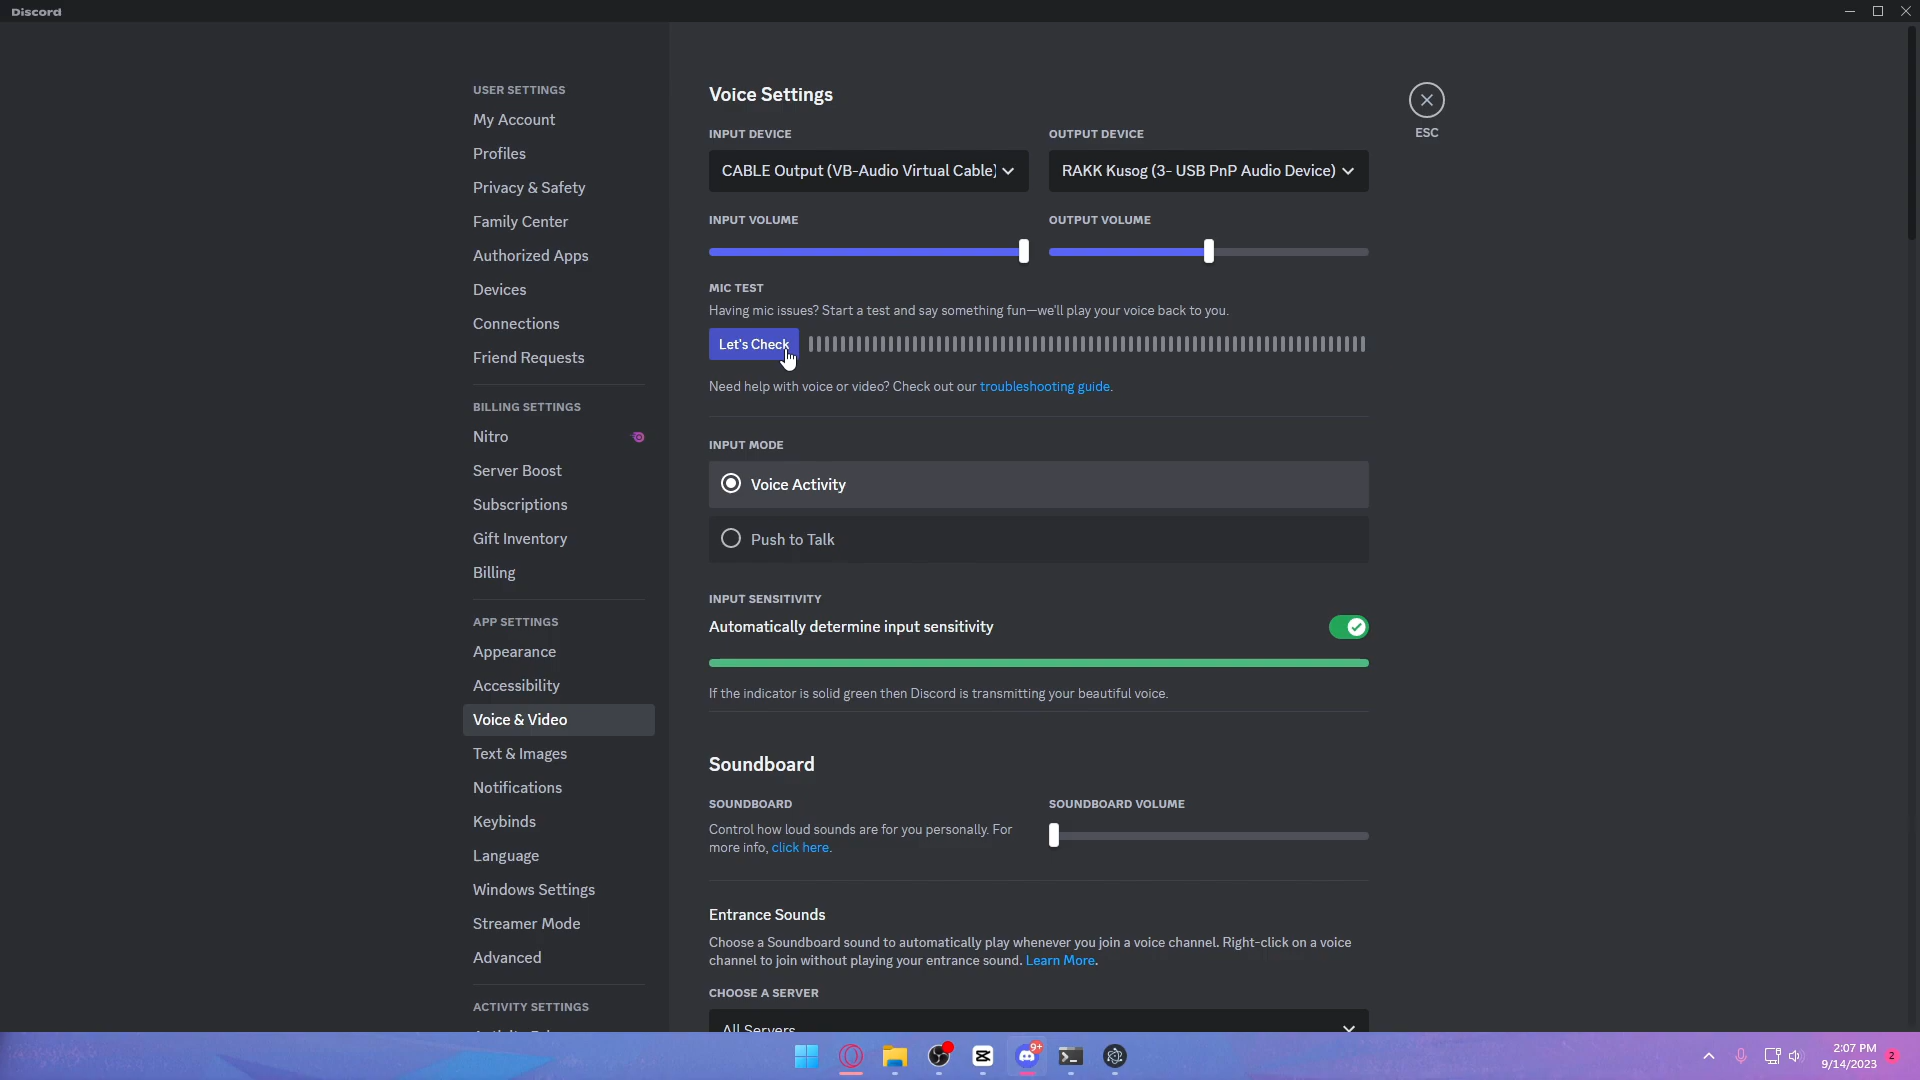 Discord
USER SETTINGS
My Account
Profiles
Privacy & Safety
Family Center
Authorized Apps
Devices
Connections
Friend Requests
BILLING SETTINGS
Nitro
Server Boost
Subscriptions
Gift Inventory
Billing
APP SETTINGS
Appearance
Accessibility
Voice & Video
Text & Images
Notifications
Keybinds
Language
Windows Settings
Streamer Mode
Advanced
ACTIVITY SETTINGS
Voice Settings
ESC
INPUT DEVICE
OUTPUT DEVICE
CABLE Output (VB-Audio Virtual Cable)
RAKK Kusog (3- USB PnP Audio Device)
INPUT VOLUME
OUTPUT VOLUME
MIC TEST
Having mic issues? Start a test and say something fun—we'll play your voice back to you.
Let's Check
Need help with voice or video? Check out our troubleshooting guide.
INPUT MODE
Voice Activity
Push to Talk
INPUT SENSITIVITY
Automatically determine input sensitivity
If the indicator is solid green then Discord is transmitting your beautiful voice.
Soundboard
SOUNDBOARD
SOUNDBOARD VOLUME
Control how loud sounds are for you personally. For
more info, click here.
Entrance Sounds
Choose a Soundboard sound to automatically play whenever you join a voice channel. Right-click on a voice
channel to join without playing your entrance sound. Learn More.
CHOOSE A SERVER
All Servers
9+
2:07 PM
9/14/2023
2